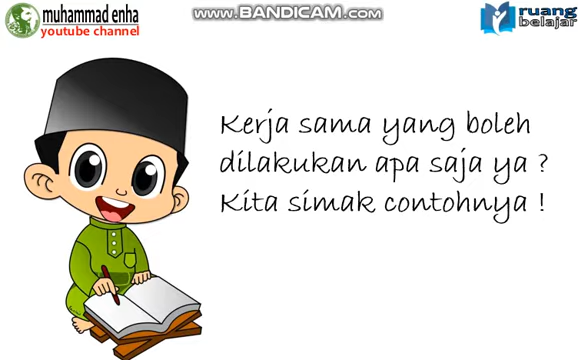 muhammad enha
youtube channel
www.BANDICAM.com
ruang
belajar
Kerja sama yang boleh
dilakukan apa saja ya ?
Kita simak contohnya !